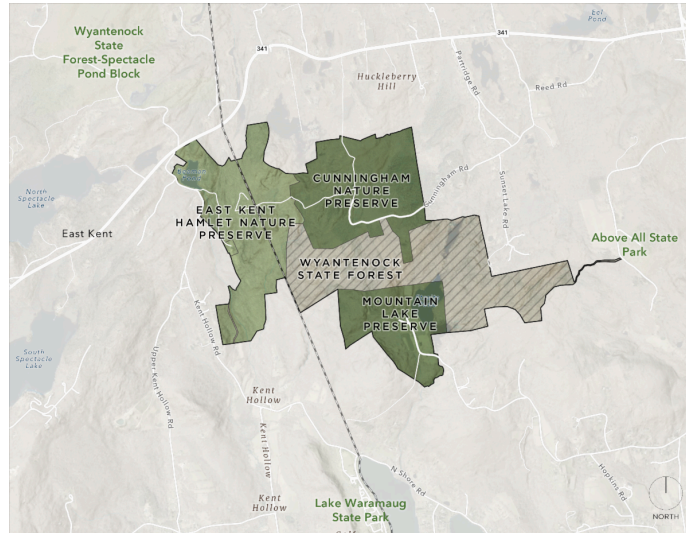 Wyantenock
State
Forest-Spectacle
Pond Block
341
341
Eel
Pond
Huckleberry
Hill
Partridge Rd
Reed Rd
North
Spectacle
Lake
East Kent
CUNNINGHAM
NATURE
PRESERVE
Cunningham Rd
Sunset Lake Rd
EAST KENT
HAMLET NATURE
PRESERVE
WYANTENOCK
STATE FOREST
Above All State
Park
MOUNTAIN
LAKE
PRESERVE
Kent Hollow Rd
Upper Kent Hollow Rd
South
Spectacle
Lake
Kent
Hollow
Kent Hollow
Kent
Hollow
N Shore Rd
Hopkins Rd
Lake Waramaug
State Park
NORTH